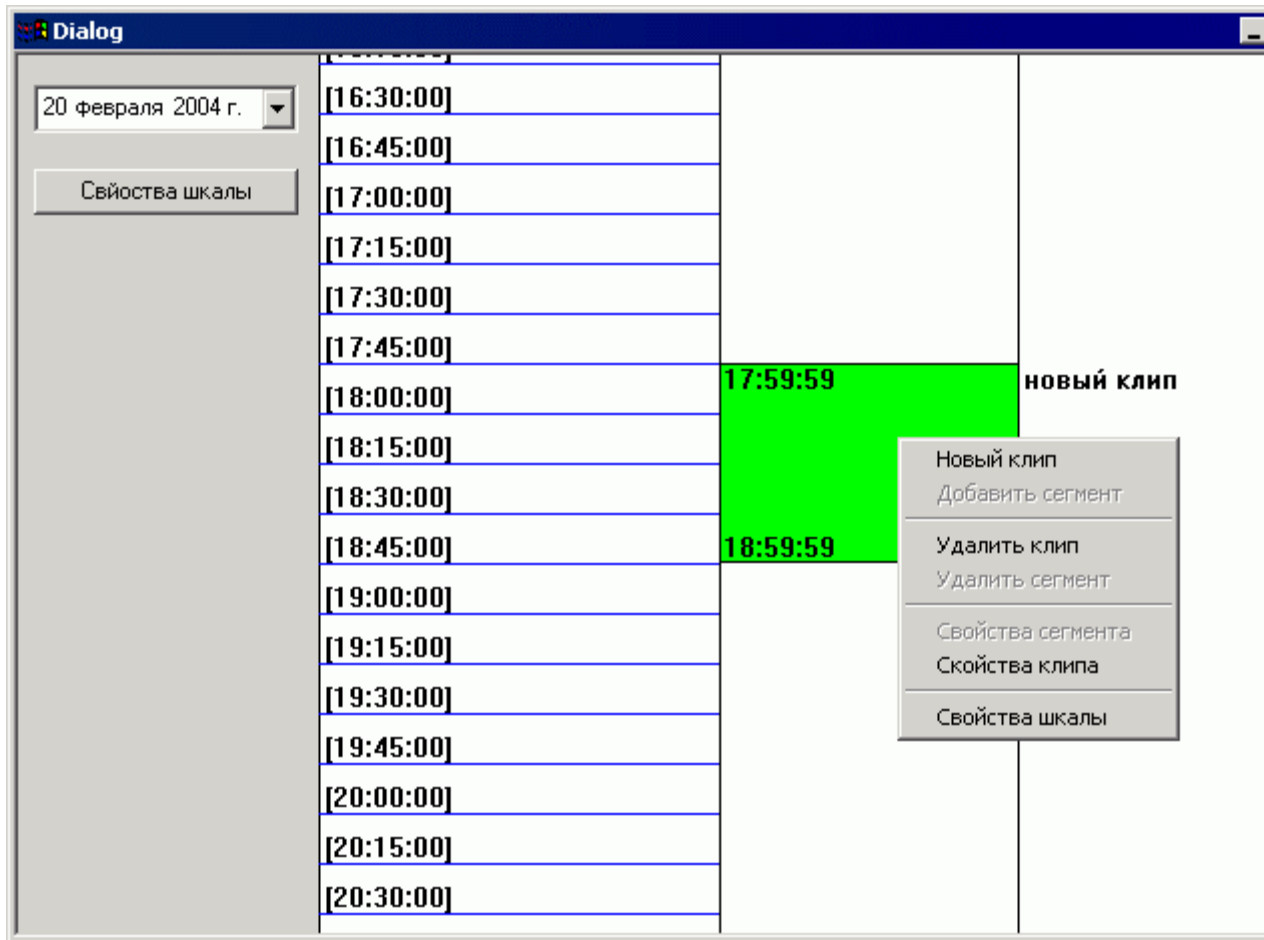 Dialog
20 февраля 2004 г.
Свйоства шкалы
[16:30:00]
[16:45:00]
[17:00:00]
[17:15:00]
[17:30:00]
[17:45:00]
[18:00:00]
[18:15:00]
[18:30:00]
[18:45:00]
[19:00:00]
[19:15:00]
[19:30:00]
[19:45:00]
[20:00:00]
[20:15:00]
[20:30:00]
17:59:59
18:59:59
новый клип
Новый клип
Добавить сегмент
Удалить клип
Удалить сегмент
Свойства сегмента
Скойства клипа
Свойства шкалы